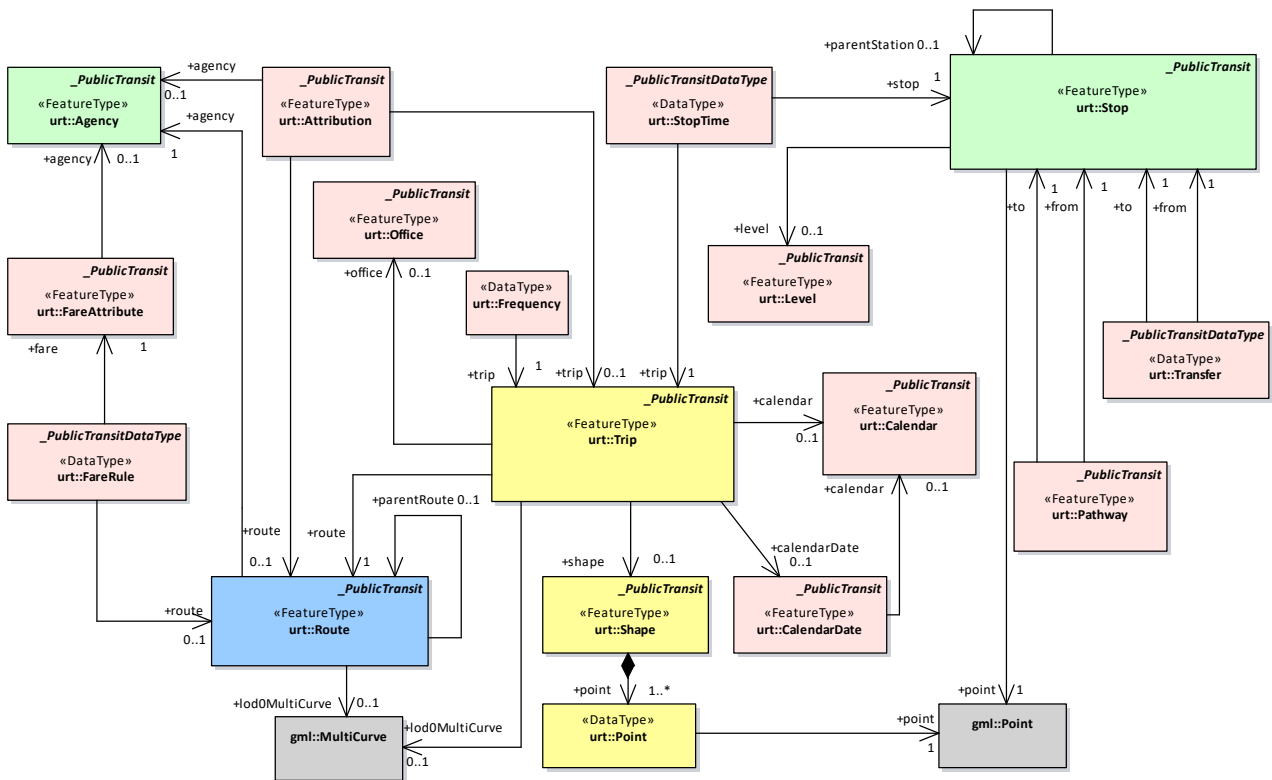 +parentStation 0..1
_PublicTransit
«FeatureType»
urt::Agency
+agency
0..1
_PublicTransit
«FeatureType»
urt::Attribution
_PublicTransitDataType
«DataType»
urt::StopTime
1
+stop
_PublicTransit
«FeatureType»
urt::Stop
+agency
1
+agency
0..1
_PublicTransit
«FeatureType»
urt::Office
+office
0..1
+level
0..1
_PublicTransit
«FeatureType»
urt::Level
1
+to
1
+from
1
+to
1
+from
_PublicTransit
«FeatureType»
urt::FareAttribute
+fare
1
«DataType»
urt::Frequency
+trip
1
+trip
0..1
+trip
1
_PublicTransitDataType
«DataType»
urt::Transfer
_PublicTransit
«FeatureType»
urt::Trip
+calendar
0..1
_PublicTransit
«FeatureType»
urt::Calendar
+calendar
0..1
_PublicTransitDataType
«DataType»
urt::FareRule
_PublicTransit
«FeatureType»
urt::Pathway
+parentRoute 0..1
+route
0..1
+route
1
+shape
0..1
+calendarDate
0..1
+route
0..1
_PublicTransit
«FeatureType»
urt::Route
_PublicTransit
«FeatureType»
urt::Shape
_PublicTransit
«FeatureType»
urt::CalendarDate
+lod0MultiCurve
0..1
+point
1..*
+point
1
gml::MultiCurve
+lod0MultiCurve
0..1
«DataType»
urt::Point
+point
1
gml::Point